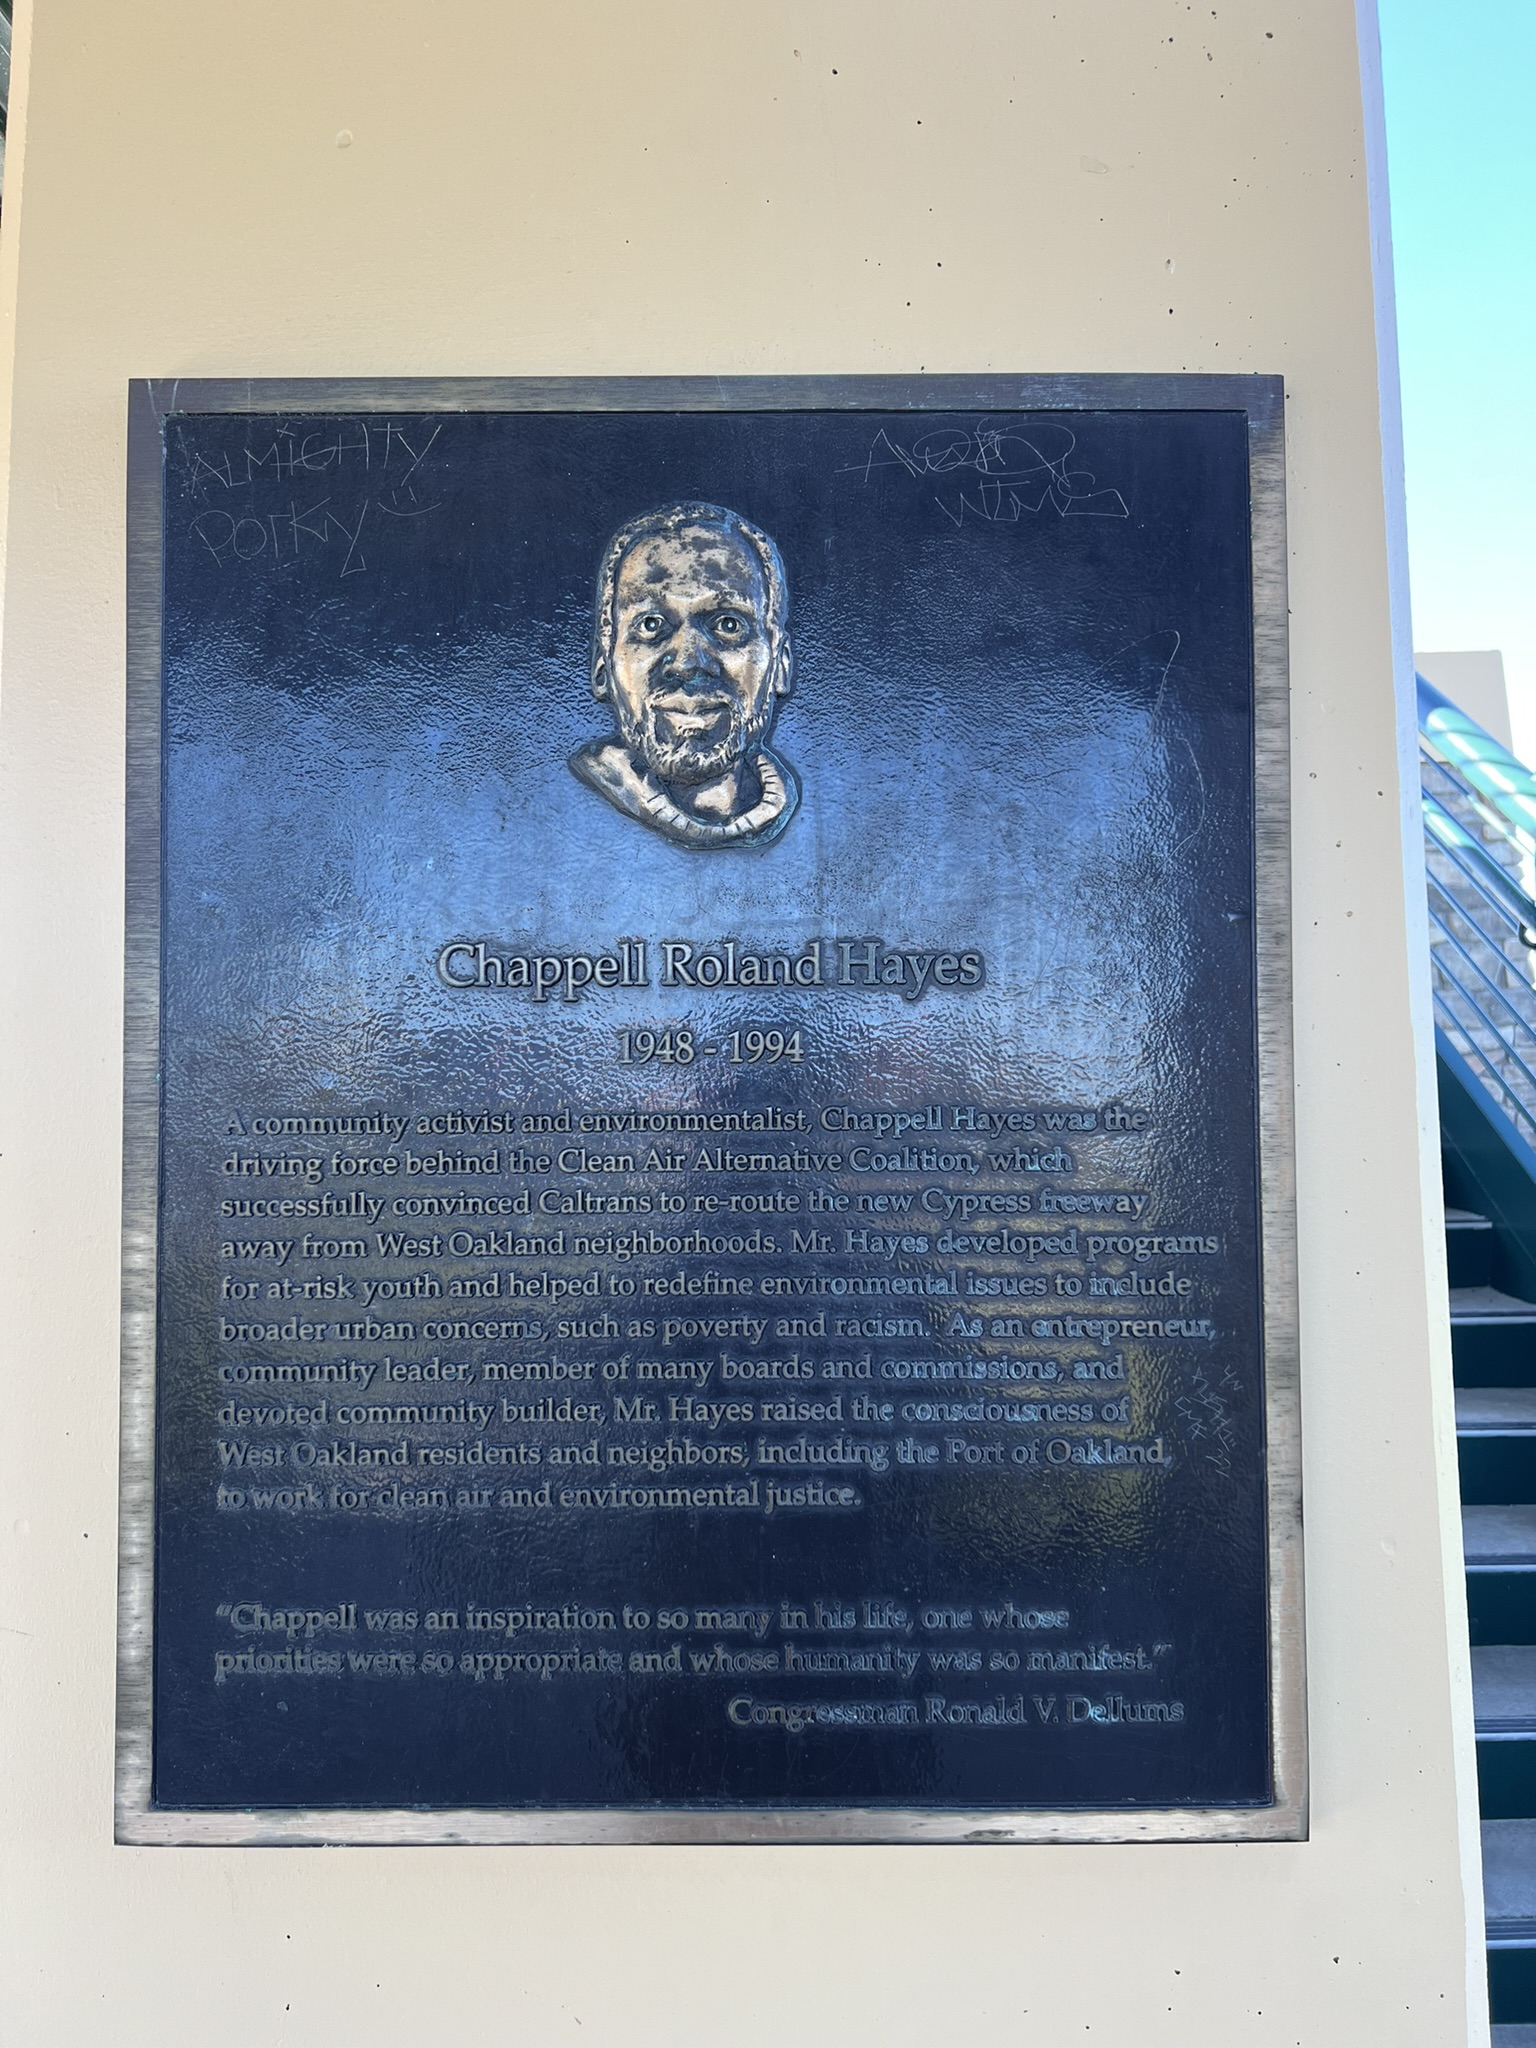 ALMIGHTY
PorKy
Chappell Roland Hayes
1948 - 1994
A community activist and environmentalist, Chappell Hayes was the
driving force behind the Clean Air Alternative Coalition, which
successfully convinced Caltrans to re-route the new Cypress freeway
away from West Oakland neighborhoods. Mr. Hayes developed programs
for at-risk youth and helped to redefine environmental issues to include
broader urban concerns, such as poverty and racism. As an entrepreneur,
community leader, member of many boards and commissions, and
devoted community builder, Mr. Hayes raised the consciousness of
West Oakland residents and neighbors, including the Port of Oakland,
to work for clean air and environmental justice.
"Chappell was an inspiration to so many in his life, one whose
priorities were so appropriate and whose humanity was so manifest."
Congressman Ronald V. Dellums